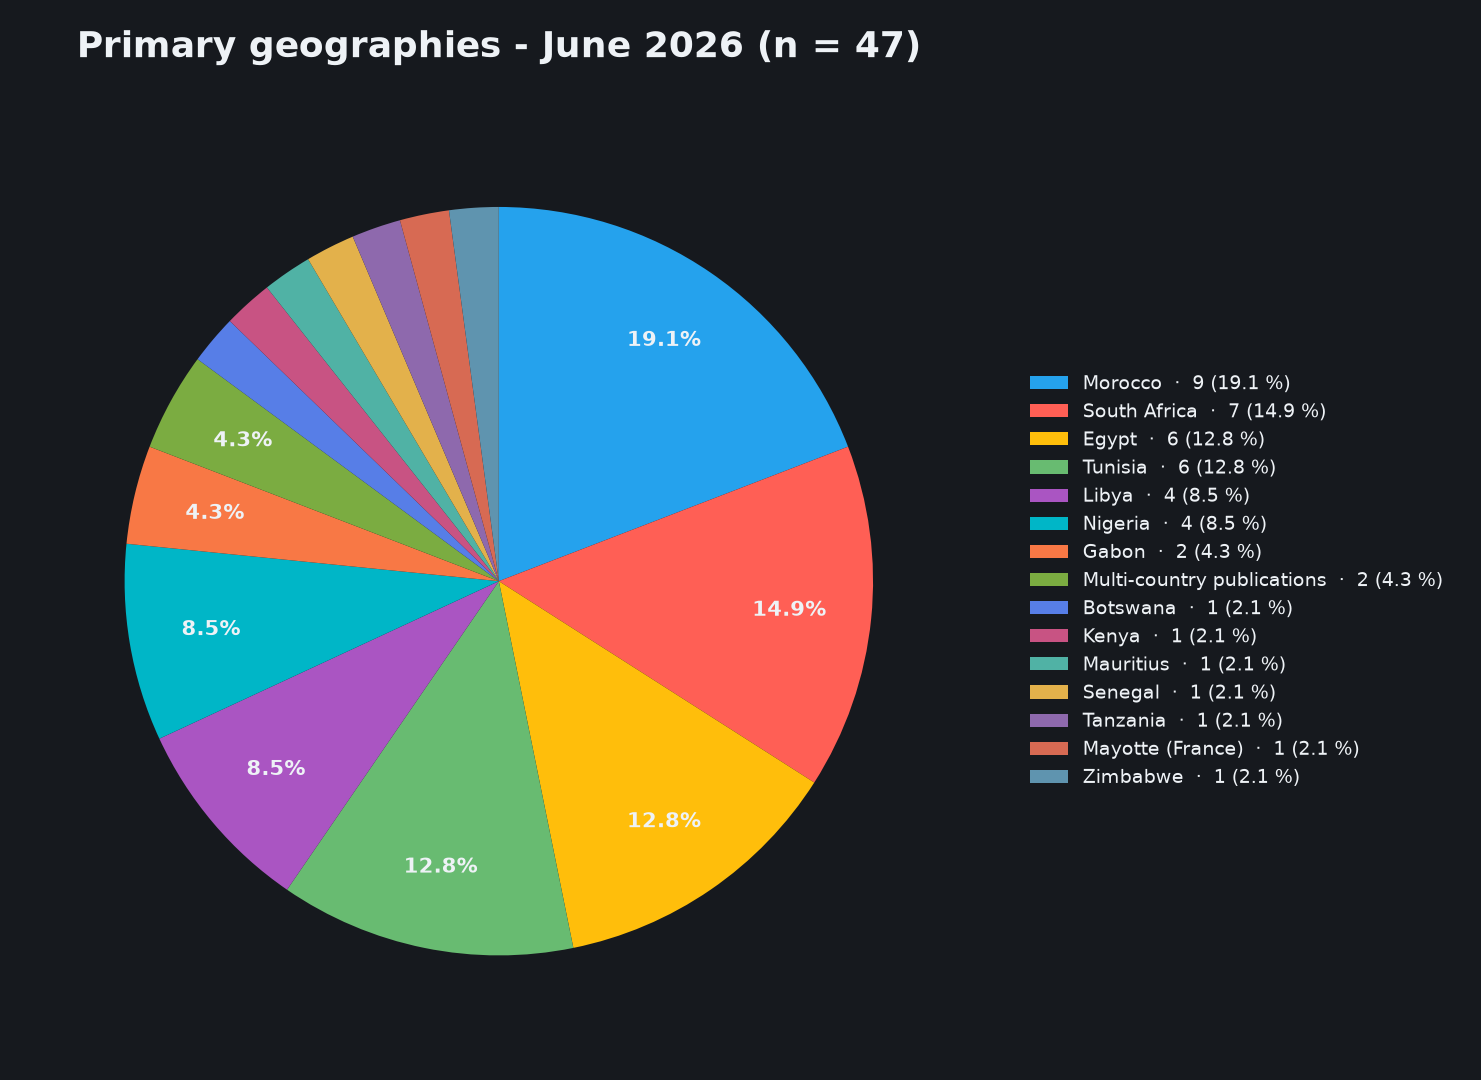 Primary geographies - June 2026 (n = 47)
19.1%
14.9%
12.8%
12.8%
8.5%
8.5%
4.3%
4.3%
Morocco · 9 (19.1 %)
South Africa · 7 (14.9 %)
Egypt · 6 (12.8 %)
Tunisia · 6 (12.8 %)
Libya · 4 (8.5 %)
Nigeria · 4 (8.5 %)
Gabon · 2 (4.3 %)
Multi-country publications · 2 (4.3 %)
Botswana · 1 (2.1 %)
Kenya · 1 (2.1 %)
Mauritius · 1 (2.1 %)
Senegal · 1 (2.1 %)
Tanzania · 1 (2.1 %)
Mayotte (France) · 1 (2.1 %)
Zimbabwe · 1 (2.1 %)